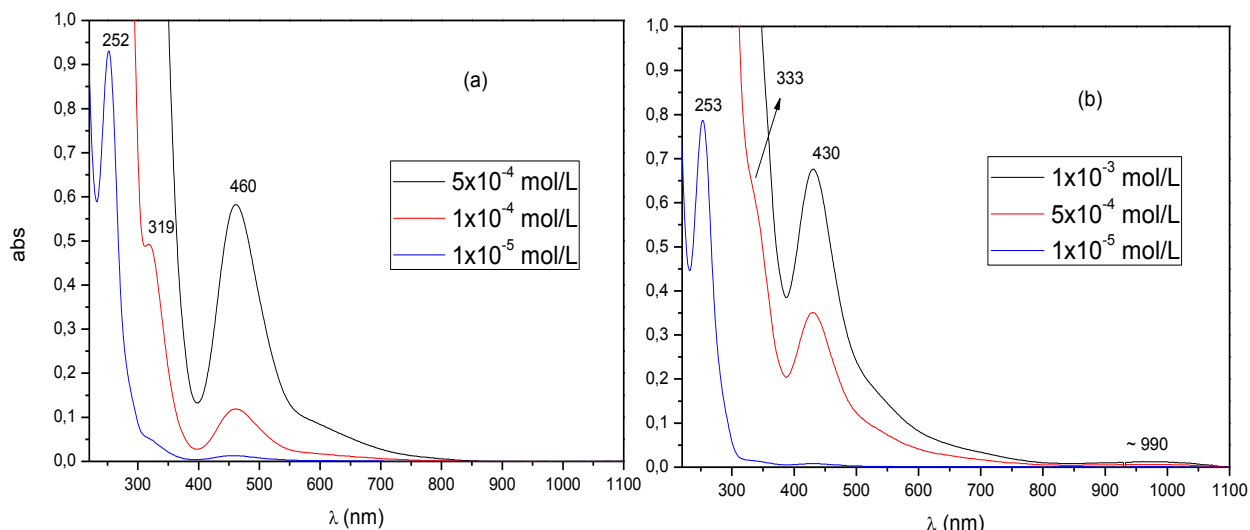 1,0
0,9
0,8
0,7
0,6
0,5
0,4
0,3
0,2
0,1
0,0
abs
252
319
460
(a)
5x10⁻⁴ mol/L
1x10⁻⁴ mol/L
1x10⁻⁵ mol/L
300 400 500 600 700 800 900 1000 1100
λ (nm)
1,0
0,9
0,8
0,7
0,6
0,5
0,4
0,3
0,2
0,1
0,0
253
333
430
(b)
1x10⁻³ mol/L
5x10⁻⁴ mol/L
1x10⁻⁵ mol/L
~ 990
300 400 500 600 700 800 900 1000 1100
λ (nm)